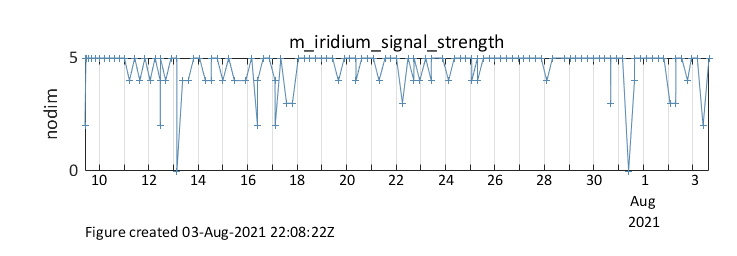 m_iridium_signal_strength
5
nodim
0
10 12 14 16 18 20 22 24 26 28 30 1 3
Aug
2021
Figure created 03-Aug-2021 22:08:22Z